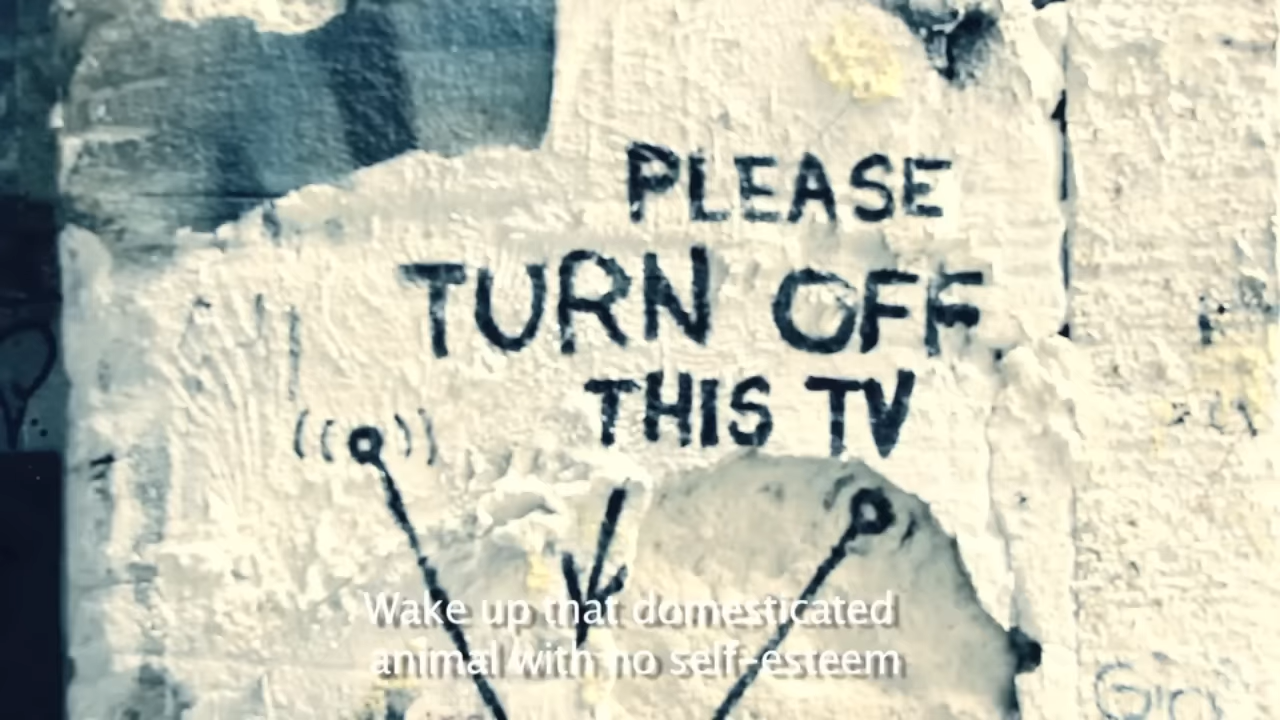 PLEASE
TURN OFF
THIS TV
Wake up that domesticated
animal with no self-esteem